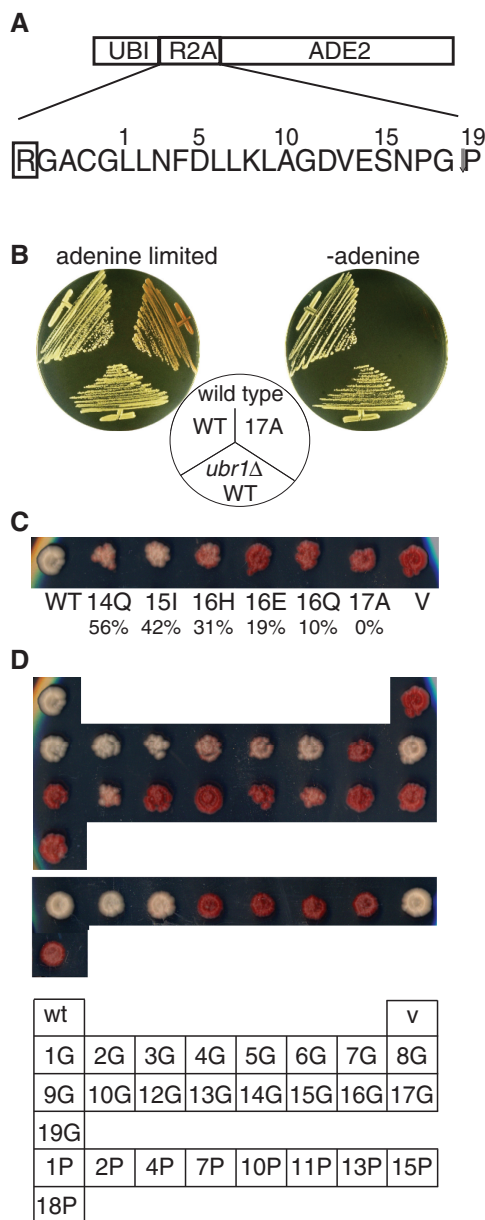 A
UBI R2A ADE2
1 5 10 15 19
RGACGLLNFDLLKLAGDVESNPGP
B
adenine limited -adenine
wild type
WT 17A
ubr1Δ
WT
C
WT 14Q 15I 16H 16E 16Q 17A V
56% 42% 31% 19% 10% 0%
D
wt v
1G 2G 3G 4G 5G 6G 7G 8G
9G 10G 12G 13G 14G 15G 16G 17G
19G
1P 2P 4P 7P 10P 11P 13P 15P
18P